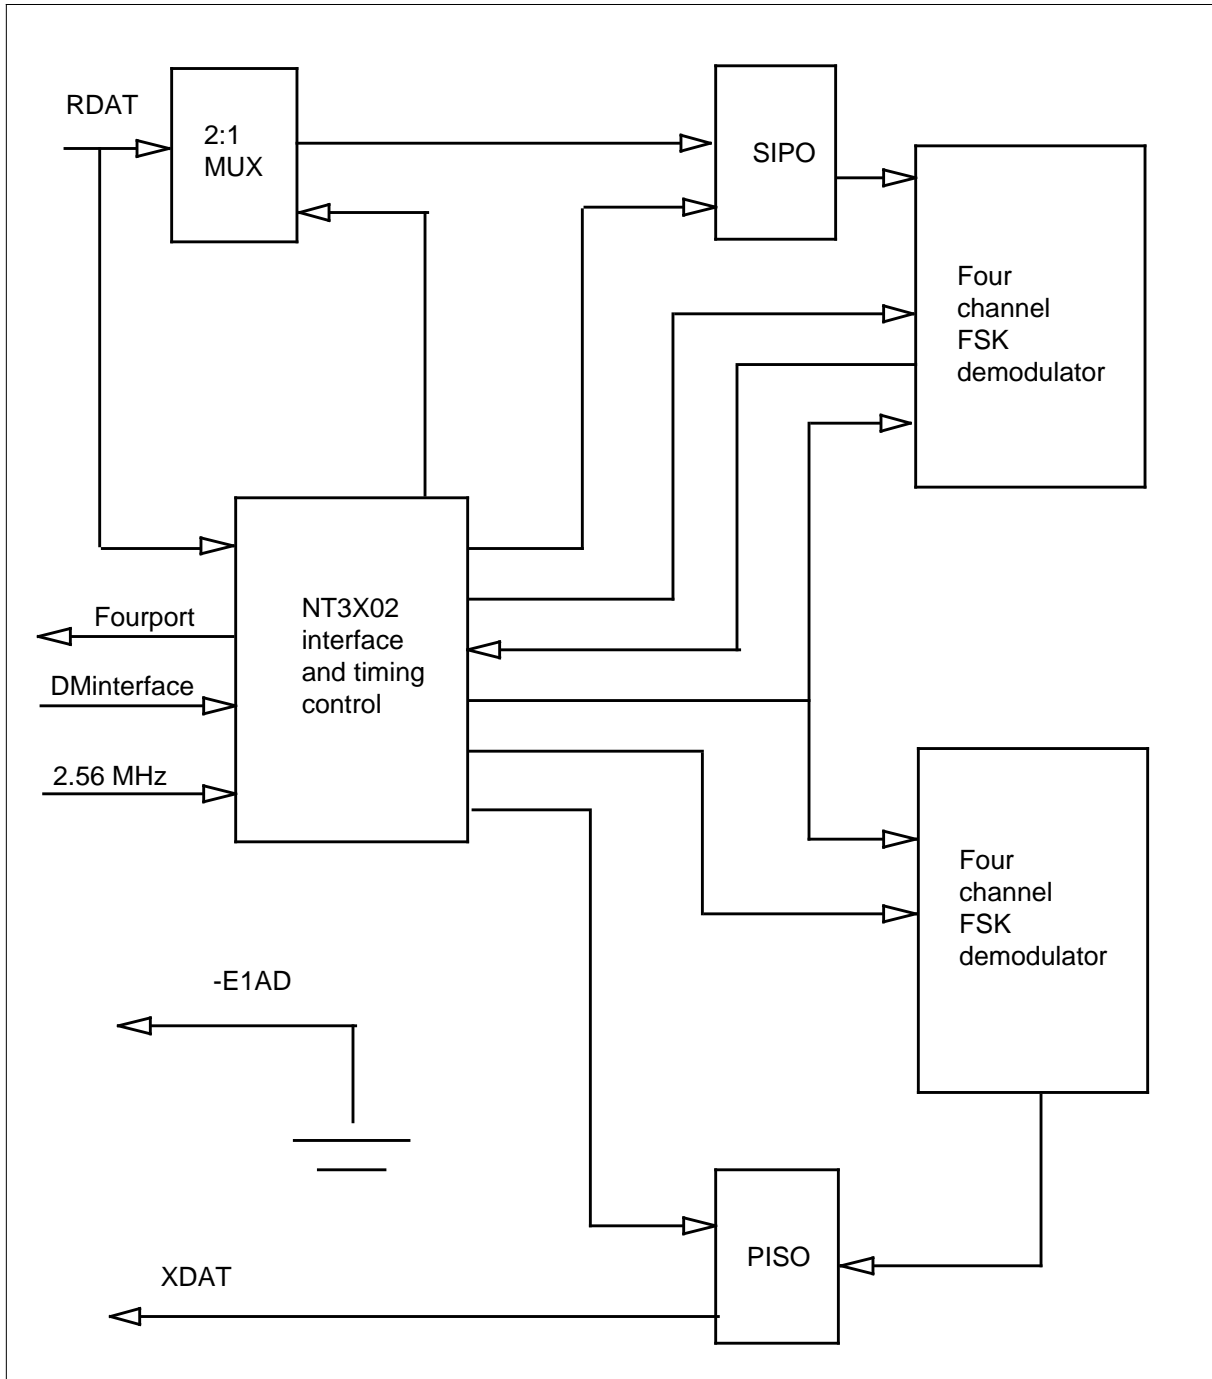 RDAT
2:1
MUX
SIPO
Four
channel
FSK
demodulator
NT3X02
interface
and timing
control
Fourport
DMinterface
2.56 MHz
Four
channel
FSK
demodulator
-E1AD
PISO
XDAT